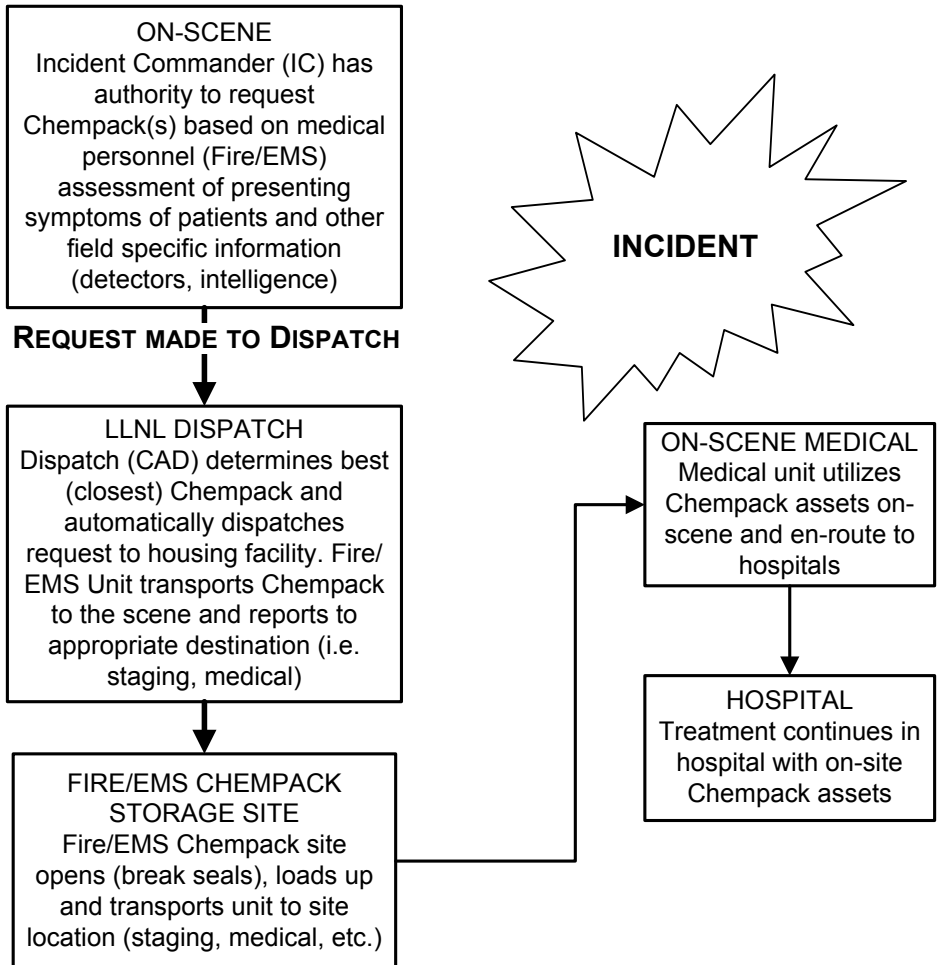 ON-SCENE
Incident Commander (IC) has
authority to request
Chempack(s) based on medical
personnel (Fire/EMS)
assessment of presenting
symptoms of patients and other
field specific information
(detectors, intelligence)
REQUEST MADE TO DISPATCH
LLNL DISPATCH
Dispatch (CAD) determines best
(closest) Chempack and
automatically dispatches
request to housing facility. Fire/
EMS Unit transports Chempack
to the scene and reports to
appropriate destination (i.e.
staging, medical)
FIRE/EMS CHEMPACK
STORAGE SITE
Fire/EMS Chempack site
opens (break seals), loads up
and transports unit to site
location (staging, medical, etc.)
INCIDENT
ON-SCENE MEDICAL
Medical unit utilizes
Chempack assets on-
scene and en-route to
hospitals
HOSPITAL
Treatment continues in
hospital with on-site
Chempack assets